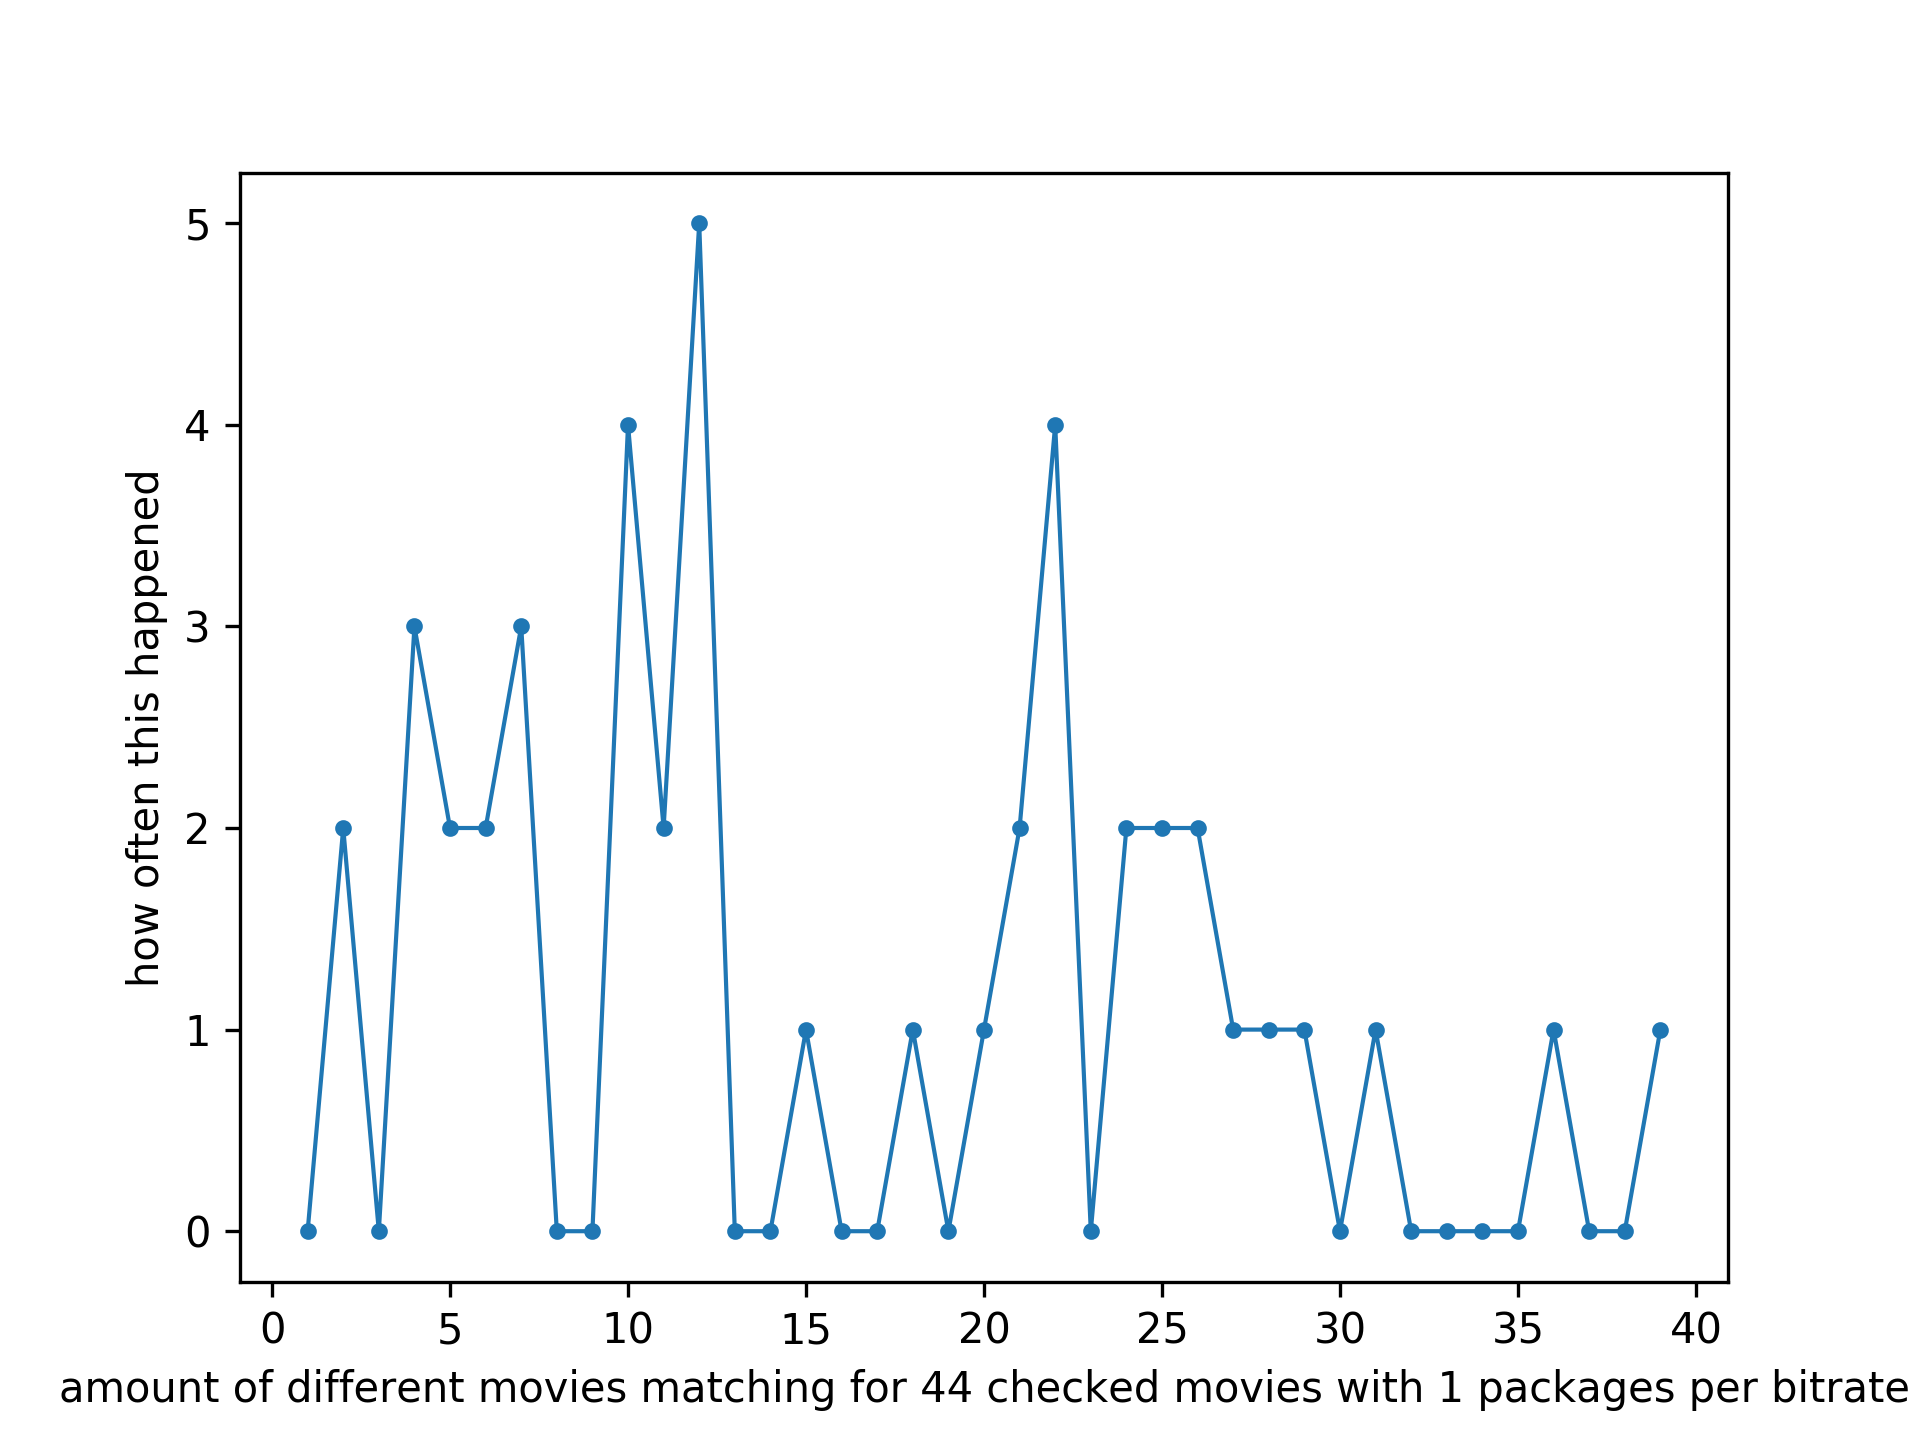 5
4
3
2
1
0
how often this happened
0 5 10 15 20 25 30 35 40
amount of different movies matching for 44 checked movies with 1 packages per bitrate